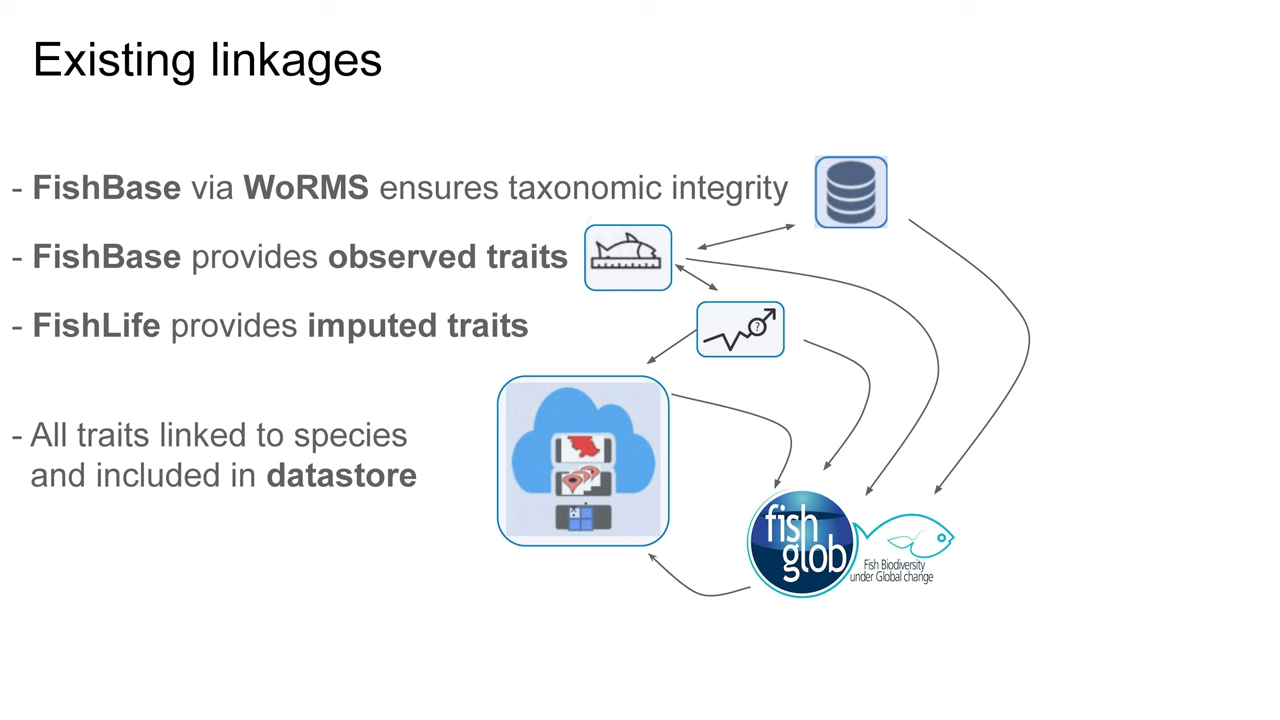 Existing linkages
- FishBase via WoRMS ensures taxonomic integrity
- FishBase provides observed traits
- FishLife provides imputed traits
?
- All traits linked to species
and included in datastore
fish
glob
Fish Biodiversity
under Global change